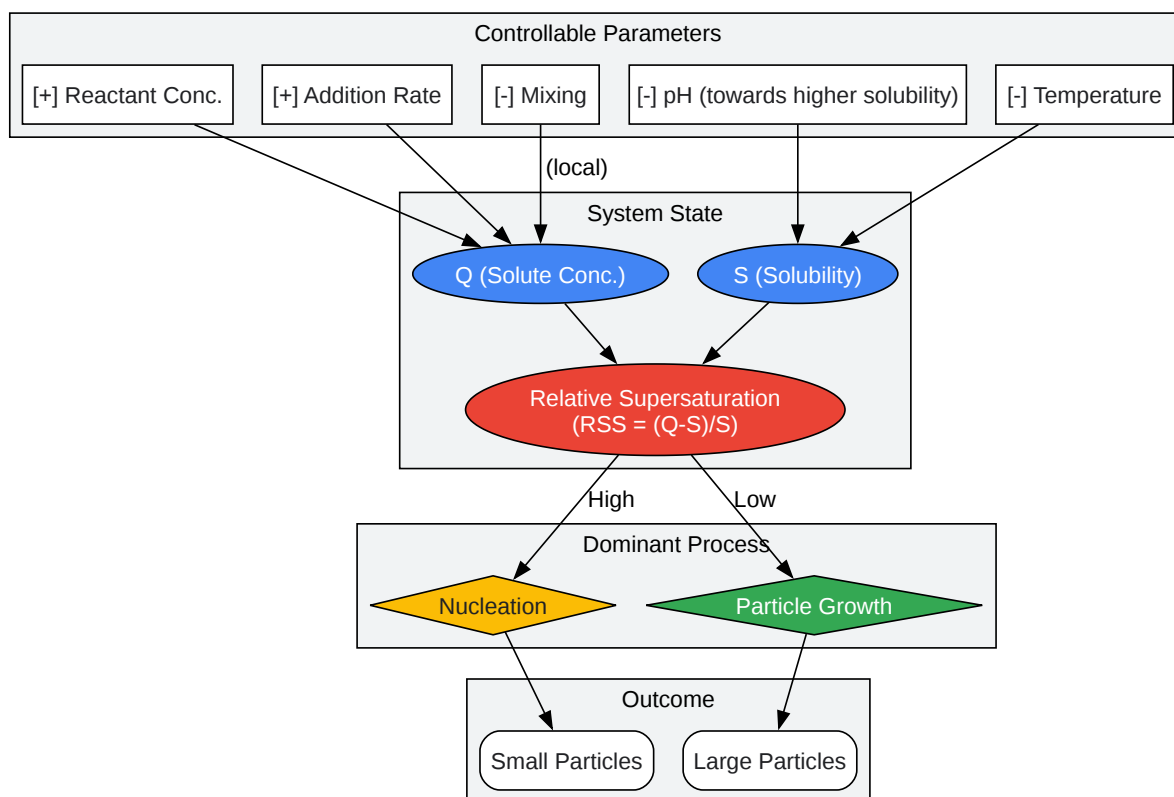 Controllable Parameters
[+] Reactant Conc.
[+] Addition Rate
[-] Mixing
[-] pH (towards higher solubility)
[-] Temperature
(local)
System State
Q (Solute Conc.)
S (Solubility)
Relative Supersaturation
(RSS = (Q-S)/S)
High
Low
Dominant Process
Nucleation
Particle Growth
Outcome
Small Particles
Large Particles